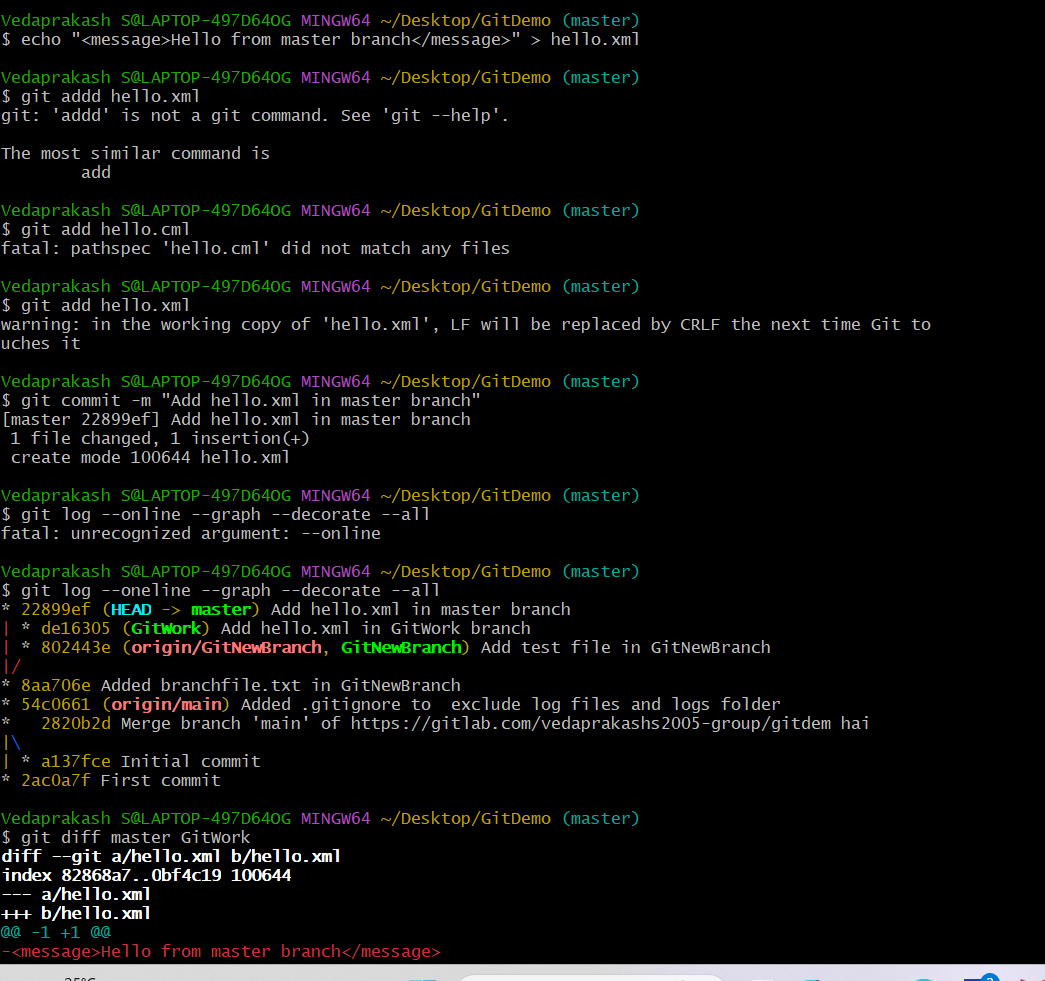 Vedaprakash S@LAPTOP-497D64OG MINGW64 ~/Desktop/GitDemo (master)
$ echo "<message>Hello from master branch</message>" > hello.xml
Vedaprakash S@LAPTOP-497D64OG MINGW64 ~/Desktop/GitDemo (master)
$ git addd hello.xml
git: 'addd' is not a git command. See 'git --help'.
The most similar command is
        add
Vedaprakash S@LAPTOP-497D64OG MINGW64 ~/Desktop/GitDemo (master)
$ git add hello.cml
fatal: pathspec 'hello.cml' did not match any files
Vedaprakash S@LAPTOP-497D64OG MINGW64 ~/Desktop/GitDemo (master)
$ git add hello.xml
warning: in the working copy of 'hello.xml', LF will be replaced by CRLF the next time Git to
uches it
Vedaprakash S@LAPTOP-497D64OG MINGW64 ~/Desktop/GitDemo (master)
$ git commit -m "Add hello.xml in master branch"
[master 22899ef] Add hello.xml in master branch
 1 file changed, 1 insertion(+)
 create mode 100644 hello.xml
Vedaprakash S@LAPTOP-497D64OG MINGW64 ~/Desktop/GitDemo (master)
$ git log --online --graph --decorate --all
fatal: unrecognized argument: --online
Vedaprakash S@LAPTOP-497D64OG MINGW64 ~/Desktop/GitDemo (master)
$ git log --oneline --graph --decorate --all
* 22899ef (HEAD -> master) Add hello.xml in master branch
| * de16305 (GitWork) Add hello.xml in GitWork branch
| * 802443e (origin/GitNewBranch, GitNewBranch) Add test file in GitNewBranch
|/
* 8aa706e Added branchfile.txt in GitNewBranch
* 54c0661 (origin/main) Added .gitignore to  exclude log files and logs folder
*   2820b2d Merge branch 'main' of https://gitlab.com/vedaprakashs2005-group/gitdem hai
|\
| * a137fce Initial commit
* 2ac0a7f First commit
Vedaprakash S@LAPTOP-497D64OG MINGW64 ~/Desktop/GitDemo (master)
$ git diff master GitWork
diff --git a/hello.xml b/hello.xml
index 82868a7..0bf4c19 100644
--- a/hello.xml
+++ b/hello.xml
@@ -1 +1 @@
-<message>Hello from master branch</message>